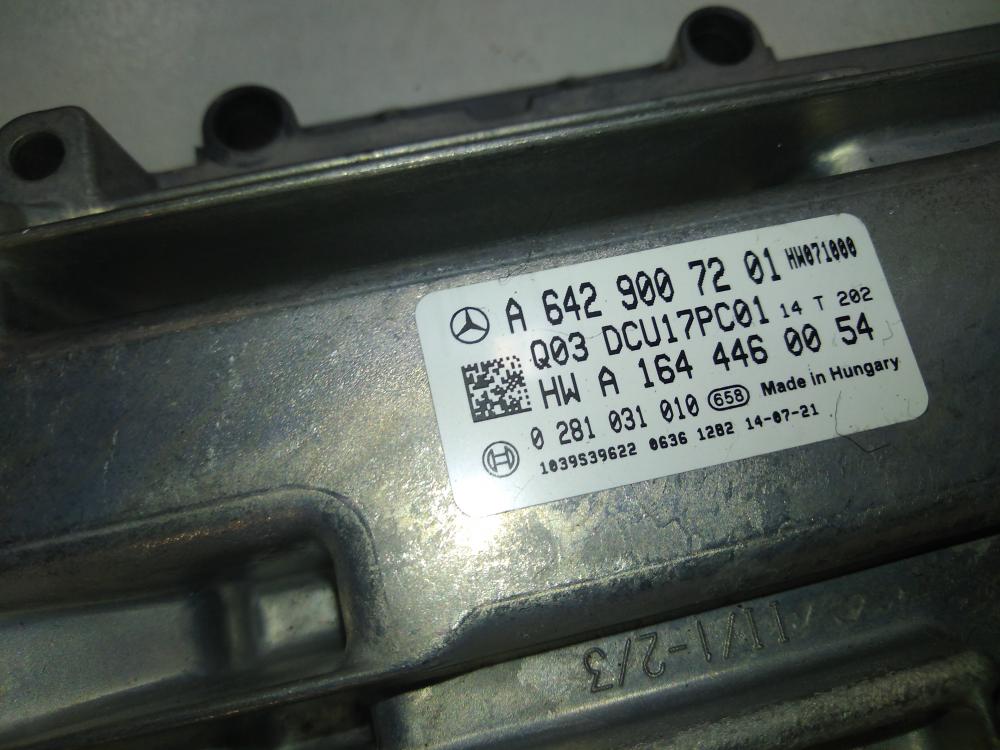 A 642 900 72 01 HW071000
Q03 DCU17PC01 14 T 202
HW A 164 446 00 54
0 281 031 010 658 Made in Hungary
1039S39622 0636 1282 14-07-21
11/1-2/3